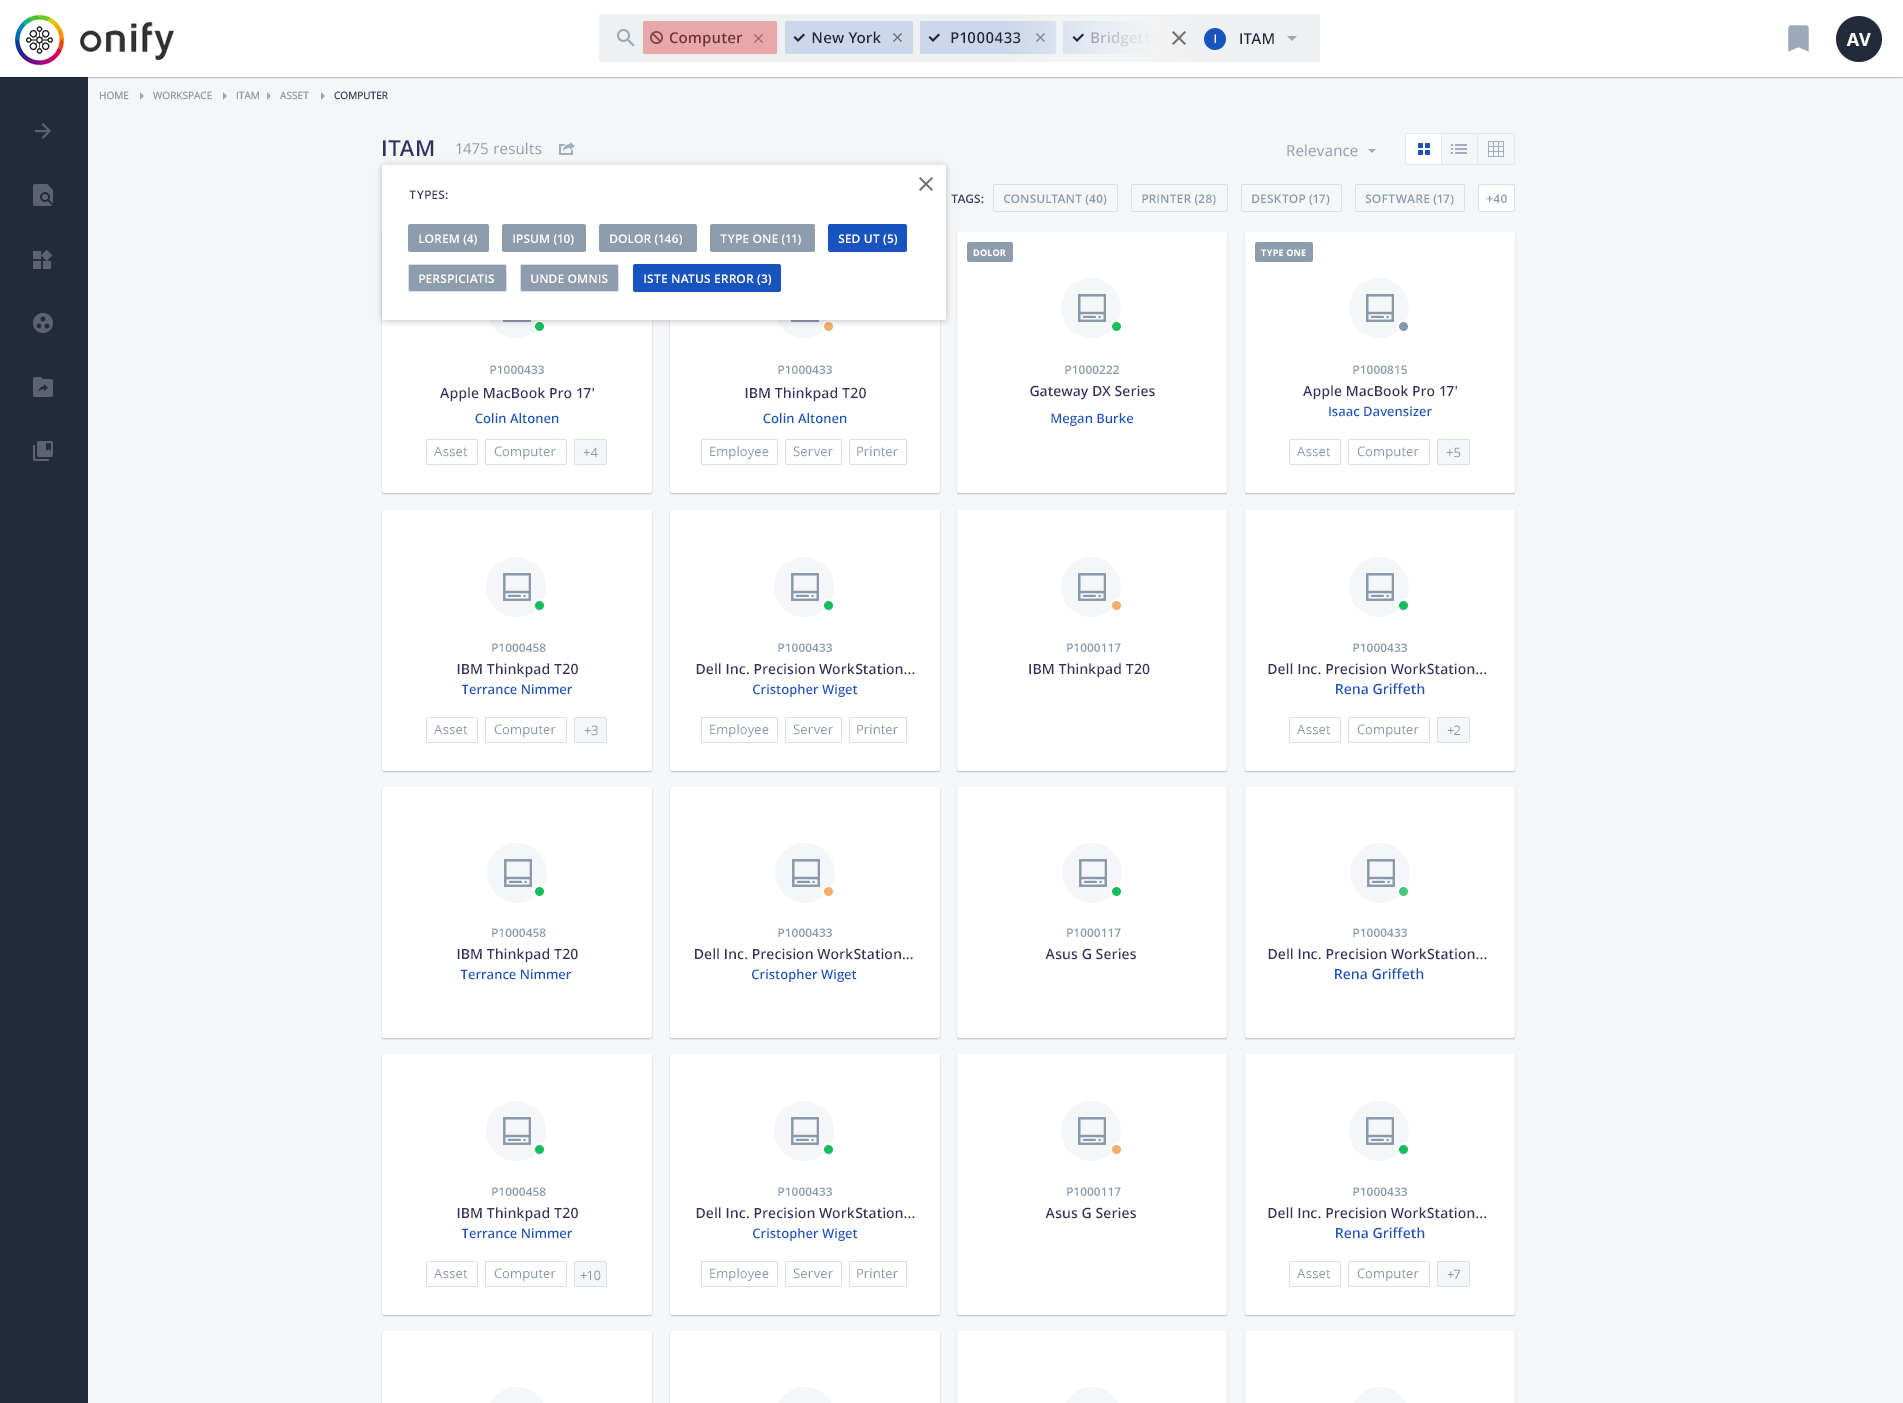 onify
Computer
New York
P1000433
Bridgett
I
ITAM
AV
HOME WORKSPACE ITAM ASSET COMPUTER
ITAM
1475 results
Relevance
TYPES:
LOREM (4)
IPSUM (10)
DOLOR (146)
TYPE ONE (11)
SED UT (5)
PERSPICIATIS
UNDE OMNIS
ISTE NATUS ERROR (3)
TAGS:
CONSULTANT (40)
PRINTER (28)
DESKTOP (17)
SOFTWARE (17)
+40
P1000433
Apple MacBook Pro 17'
Colin Altonen
Asset Computer +4
P1000433
IBM Thinkpad T20
Colin Altonen
Employee Server Printer
DOLOR
P1000222
Gateway DX Series
Megan Burke
TYPE ONE
P1000815
Apple MacBook Pro 17'
Isaac Davensizer
Asset Computer +5
P1000458
IBM Thinkpad T20
Terrance Nimmer
Asset Computer +3
P1000433
Dell Inc. Precision WorkStation...
Cristopher Wiget
Employee Server Printer
P1000117
IBM Thinkpad T20
P1000433
Dell Inc. Precision WorkStation...
Rena Griffeth
Asset Computer +2
P1000458
IBM Thinkpad T20
Terrance Nimmer
P1000433
Dell Inc. Precision WorkStation...
Cristopher Wiget
P1000117
Asus G Series
P1000433
Dell Inc. Precision WorkStation...
Rena Griffeth
P1000458
IBM Thinkpad T20
Terrance Nimmer
Asset Computer +10
P1000433
Dell Inc. Precision WorkStation...
Cristopher Wiget
Employee Server Printer
P1000117
Asus G Series
P1000433
Dell Inc. Precision WorkStation...
Rena Griffeth
Asset Computer +7